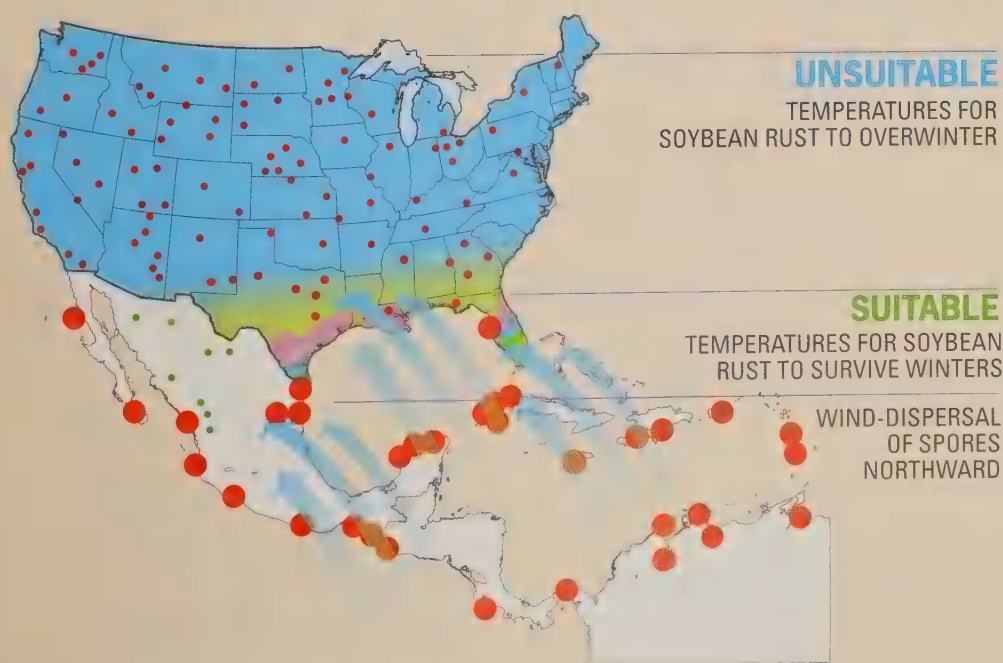 UNSUITABLE
TEMPERATURES FOR
SOYBEAN RUST TO OVERWINTER
SUITABLE
TEMPERATURES FOR SOYBEAN
RUST TO SURVIVE WINTERS
WIND-DISPERSAL
OF SPORES
NORTHWARD